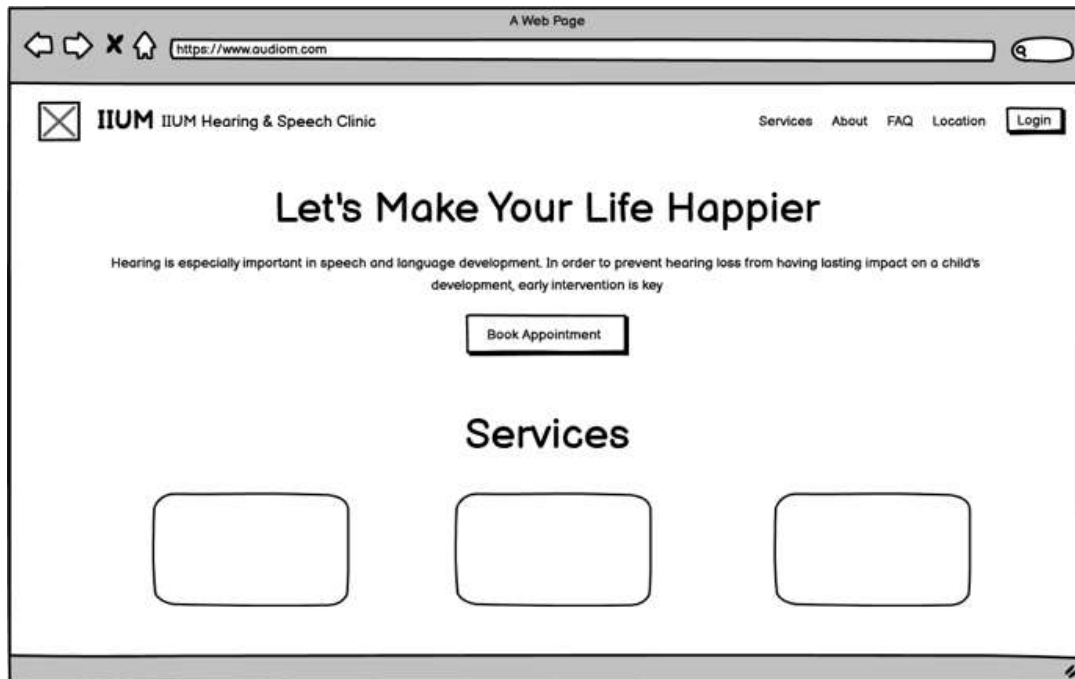 A Web Page
https://www.audiom.com
IIUM IIUM Hearing & Speech Clinic
Services About FAQ Location Login
Let's Make Your Life Happier
Hearing is especially important in speech and language development. In order to prevent hearing loss from having lasting impact on a child's
development, early intervention is key
Book Appointment
Services